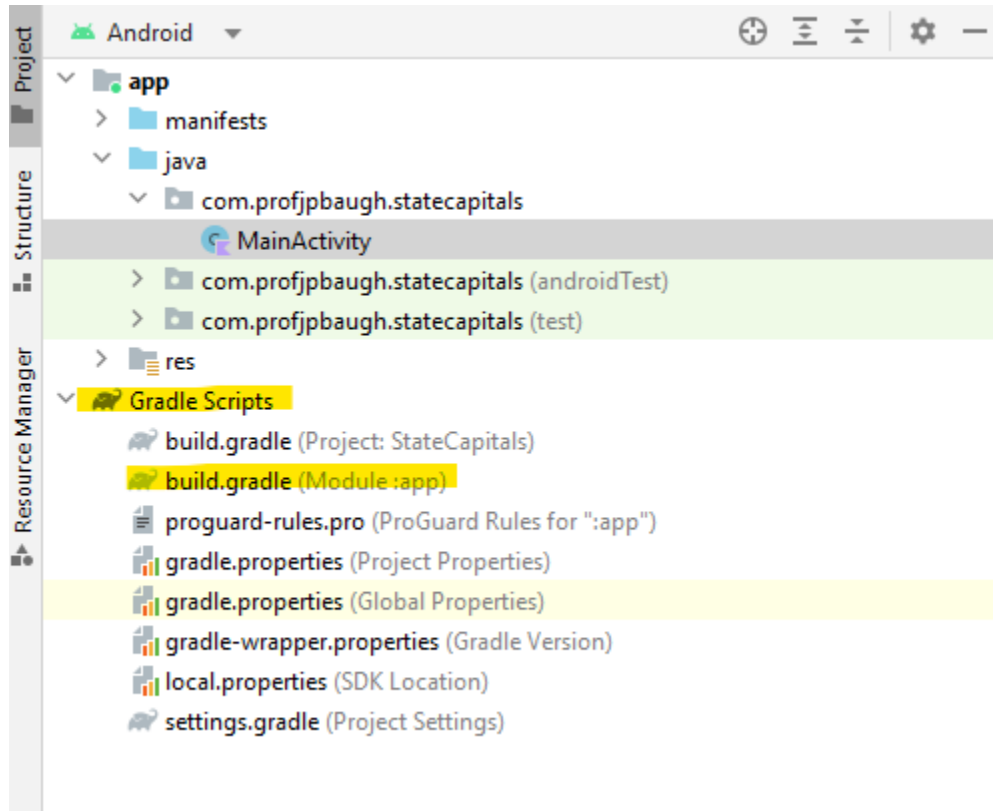 Android
app
manifests
java
com.profjpbaugh.statecapitals
MainActivity
com.profjpbaugh.statecapitals (androidTest)
com.profjpbaugh.statecapitals (test)
res
Gradle Scripts
build.gradle (Project: StateCapitals)
build.gradle (Module :app)
proguard-rules.pro (ProGuard Rules for ":app")
gradle.properties (Project Properties)
gradle.properties (Global Properties)
gradle-wrapper.properties (Gradle Version)
local.properties (SDK Location)
settings.gradle (Project Settings)
Project
Structure
Resource Manager